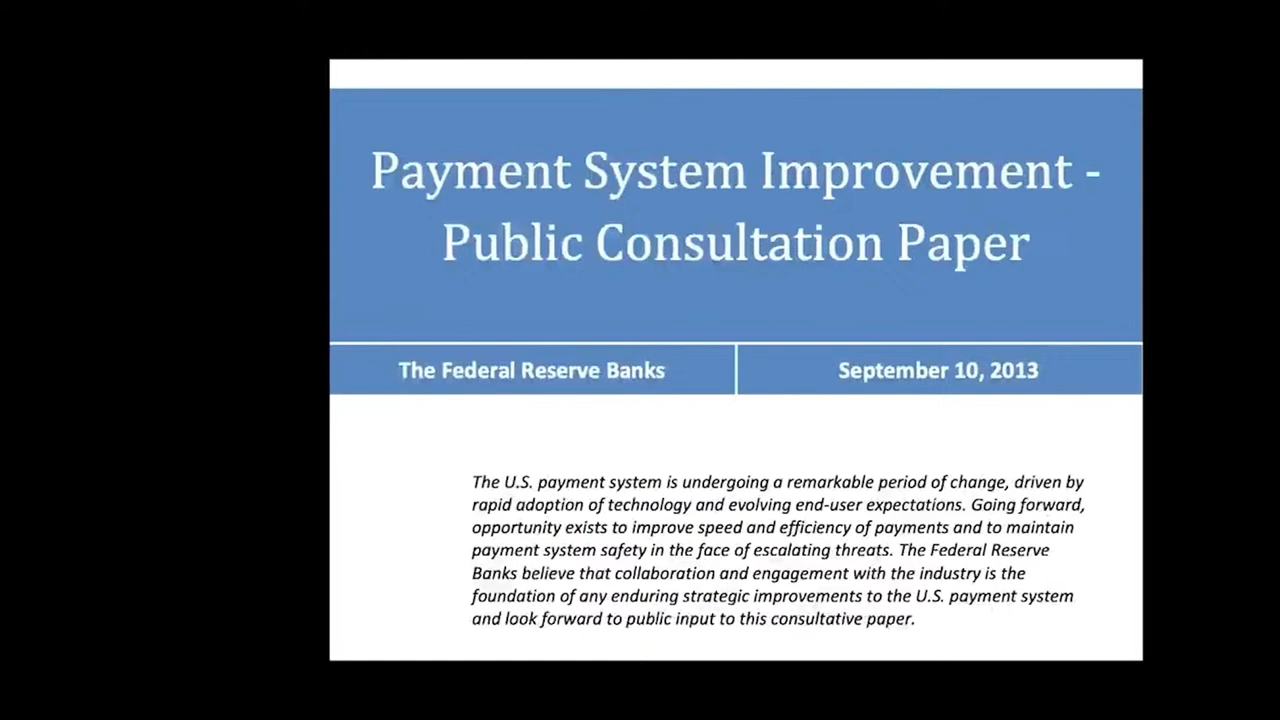 Payment System Improvement -
Public Consultation Paper
The Federal Reserve Banks
September 10, 2013
The U.S. payment system is undergoing a remarkable period of change, driven by
rapid adoption of technology and evolving end-user expectations. Going forward,
opportunity exists to improve speed and efficiency of payments and to maintain
payment system safety in the face of escalating threats. The Federal Reserve
Banks believe that collaboration and engagement with the industry is the
foundation of any enduring strategic improvements to the U.S. payment system
and look forward to public input to this consultative paper.